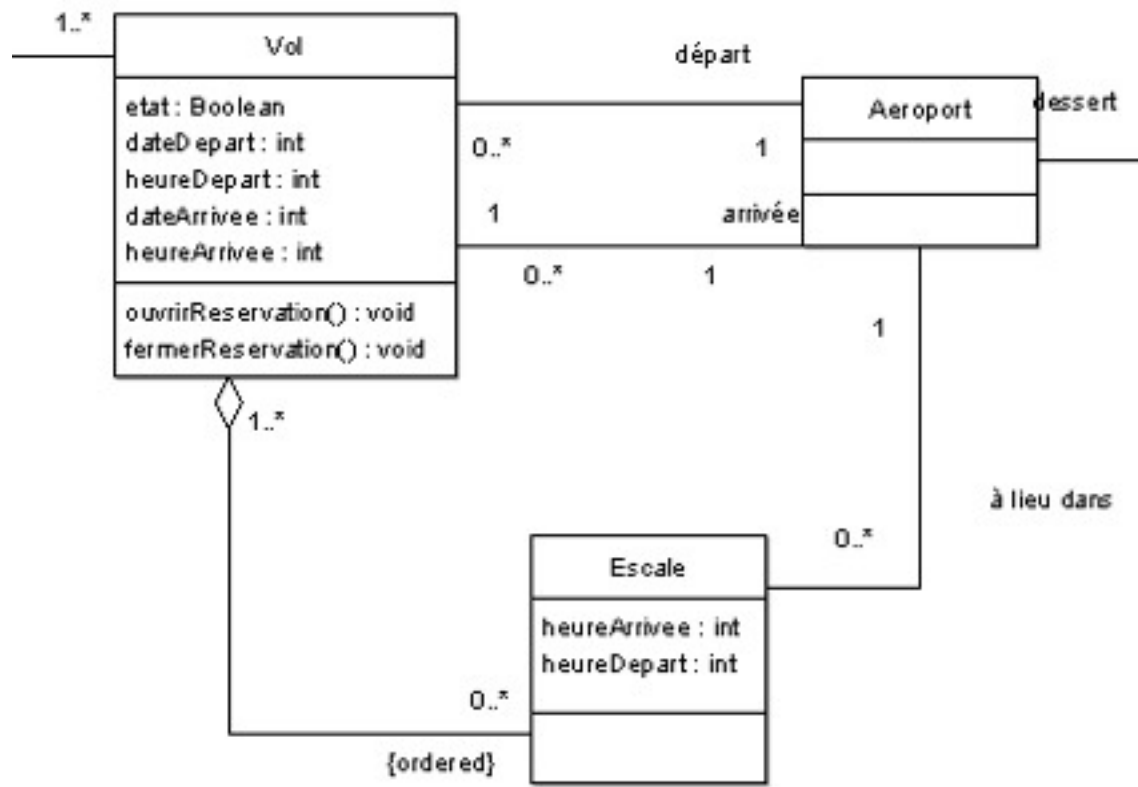 1..*
Vol
etat : Boolean
dateDepart : int
heureDepart : int
dateArrivee : int
heureArrivee : int
ouvrirReservation() : void
fermerReservation() : void
départ
0..*
1
Aeroport
dessert
1
arrivée
0..*
1
1
1..*
à lieu dans
0..*
Escale
heureArrivee : int
heureDepart : int
0..*
{ordered}